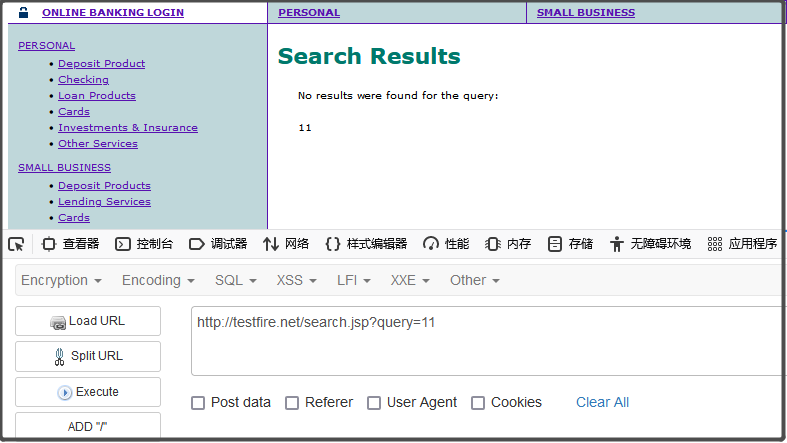 ONLINE BANKING LOGIN PERSONAL SMALL BUSINESS
PERSONAL
Deposit Product
Checking
Loan Products
Cards
Investments & Insurance
Other Services
SMALL BUSINESS
Deposit Products
Lending Services
Cards
Search Results
No results were found for the query:
11
查看器 控制台 调试器 网络 样式编辑器 性能 内存 存储 无障碍环境 应用程序
Encryption Encoding SQL XSS LFI XXE Other
Load URL
Split URL
Execute
ADD "/"
http://testfire.net/search.jsp?query=11
Post data Referer User Agent Cookies Clear All